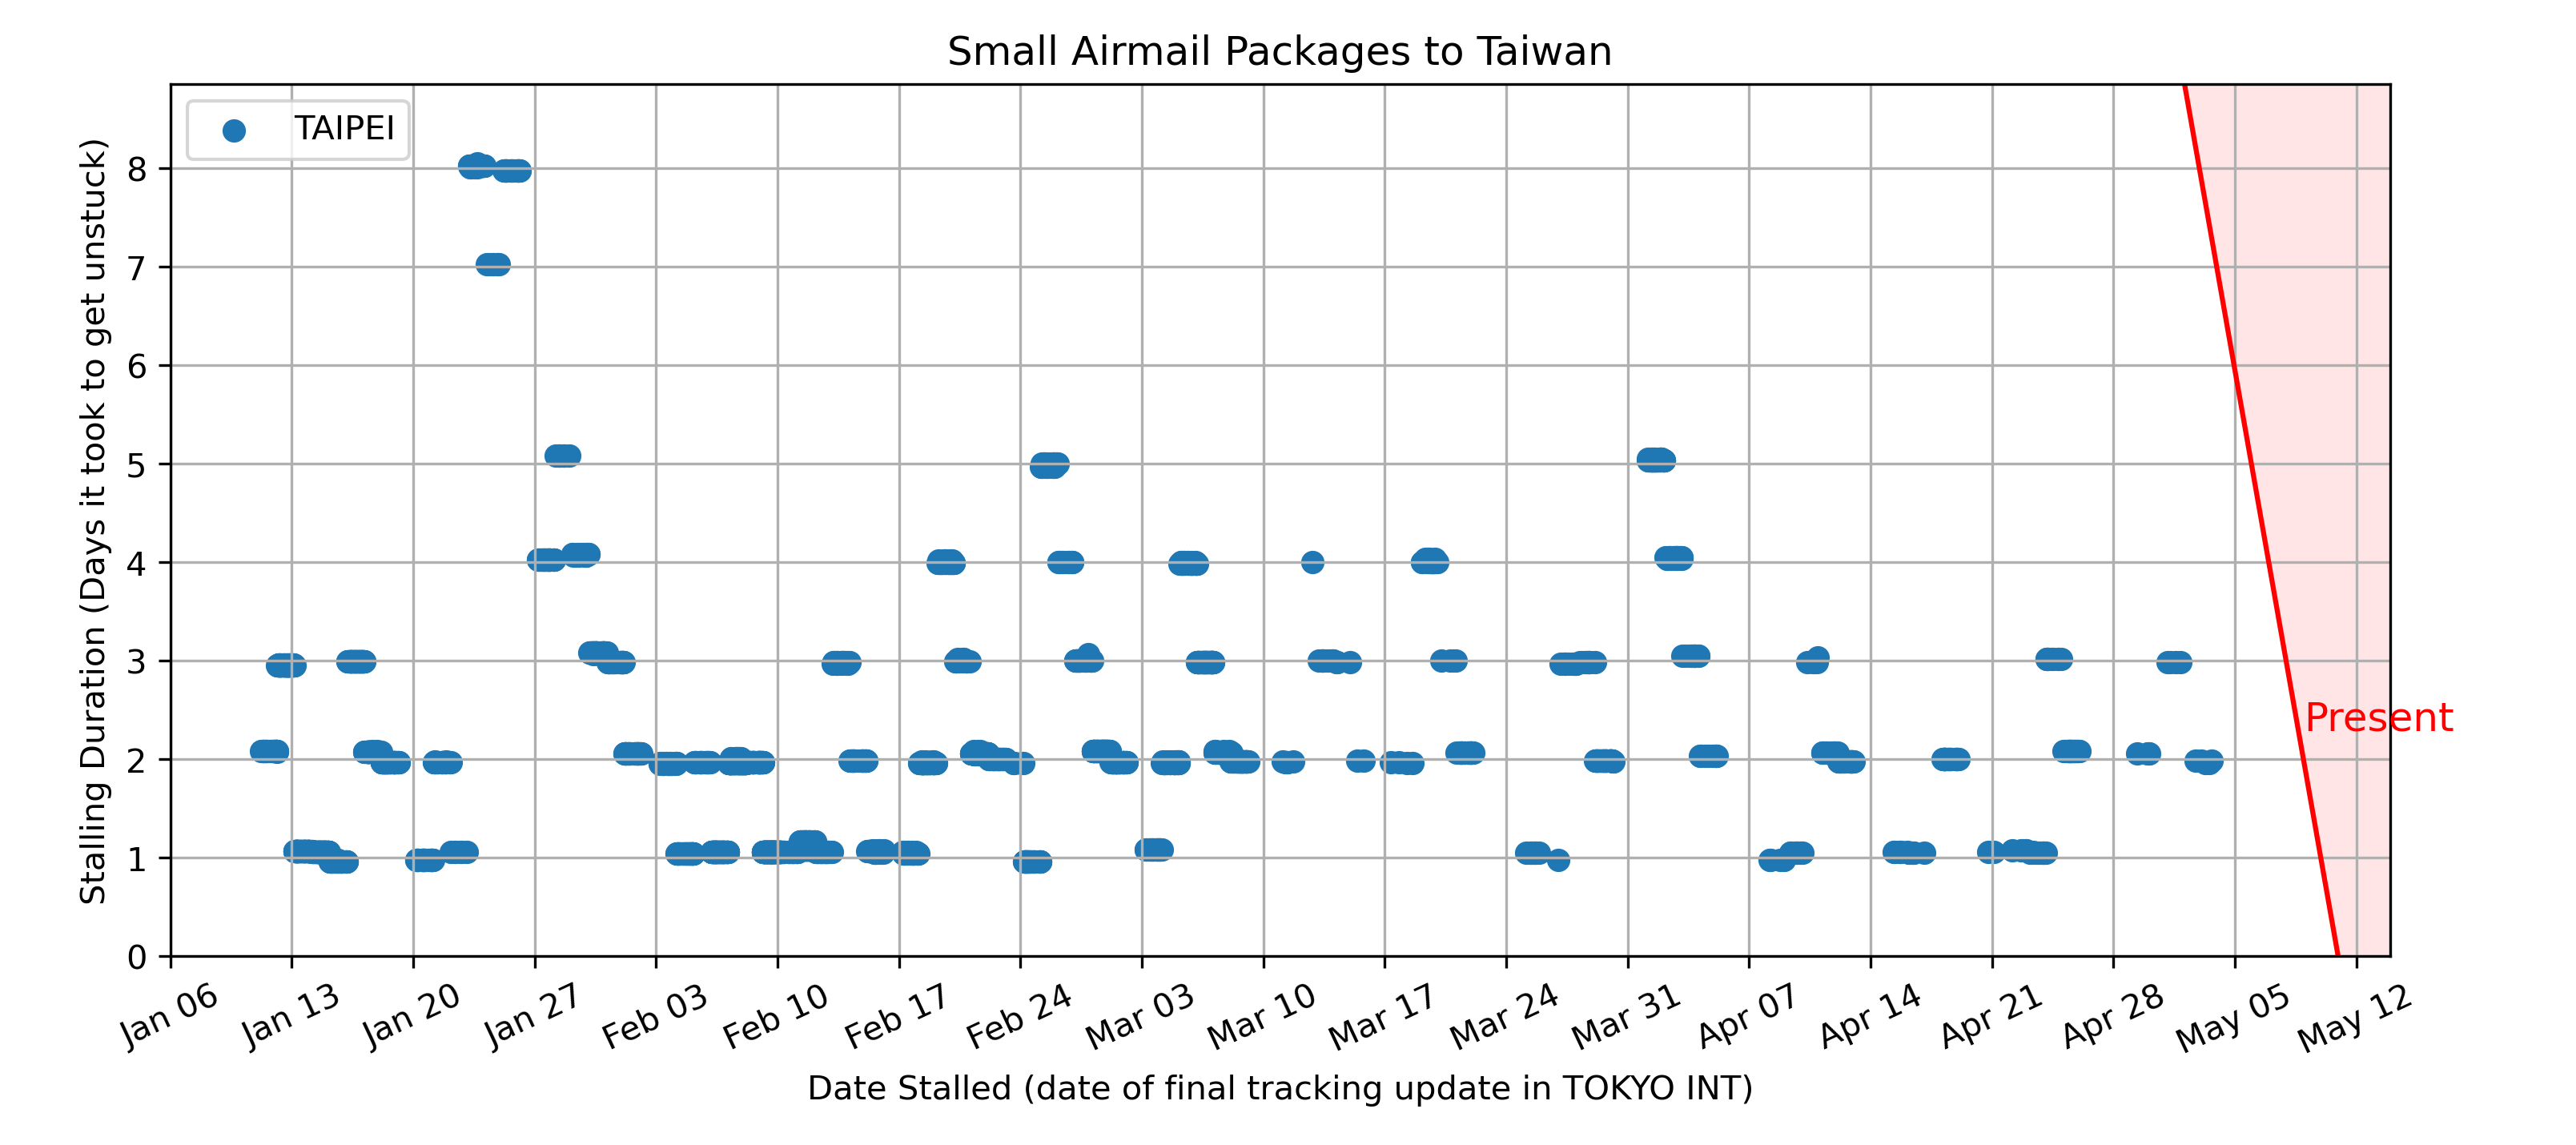 Small Airmail Packages to Taiwan
TAIPEI
Stalling Duration (Days it took to get unstuck)
8
7
6
5
4
3
2
1
0
Present
Jan 06
Jan 13
Jan 20
Jan 27
Feb 03
Feb 10
Feb 17
Feb 24
Mar 03
Mar 10
Mar 17
Mar 24
Mar 31
Apr 07
Apr 14
Apr 21
Apr 28
May 05
May 12
Date Stalled (date of final tracking update in TOKYO INT)